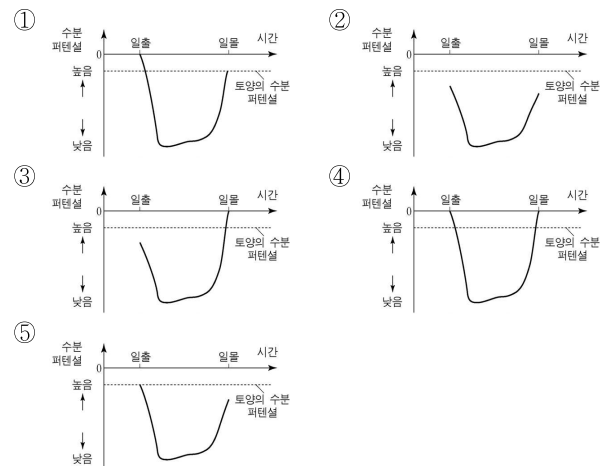 ①
수분
퍼텐셜
0
높음
낮음
일출
일몰
시간
토양의 수분
퍼텐셜
②
수분
퍼텐셜
0
높음
낮음
일출
일몰
시간
토양의 수분
퍼텐셜
③
수분
퍼텐셜
0
높음
낮음
일출
일몰
시간
토양의 수분
퍼텐셜
④
수분
퍼텐셜
0
높음
낮음
일출
일몰
시간
토양의 수분
퍼텐셜
⑤
수분
퍼텐셜
0
높음
낮음
일출
일몰
시간
토양의 수분
퍼텐셜